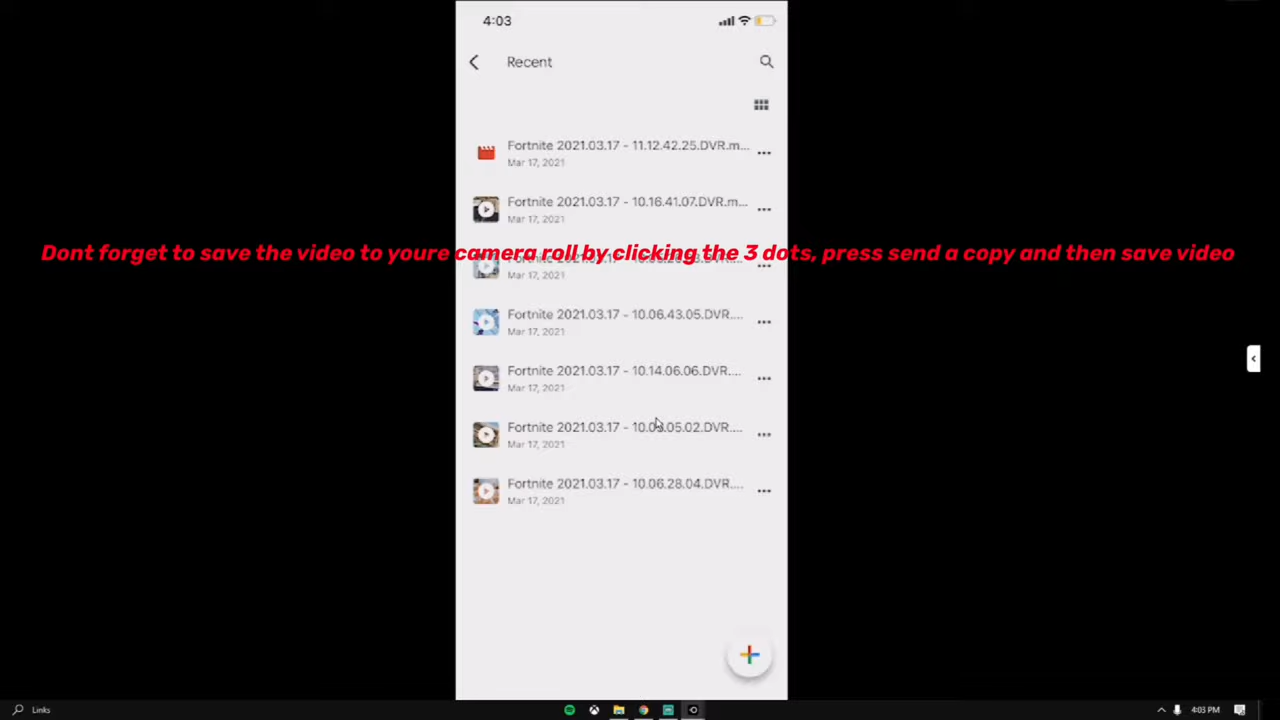 4:03
Recent
Fortnite 2021.03.17 - 11.12.42.25.DVR.m...
Mar 17, 2021
Fortnite 2021.03.17 - 10.16.41.07.DVR.m...
Mar 17, 2021
Dont forget to save the video to youre camera roll by clicking the 3 dots, press send a copy and then save video
Mar 17, 2021
Fortnite 2021.03.17 - 10.06.43.05.DVR....
Mar 17, 2021
Fortnite 2021.03.17 - 10.14.06.06.DVR....
Mar 17, 2021
Fortnite 2021.03.17 - .05.02.DVR....
Mar 17, 2021
Fortnite 2021.03.17 - 10.06.28.04.DVR....
Mar 17, 2021
Links
4:03 PM